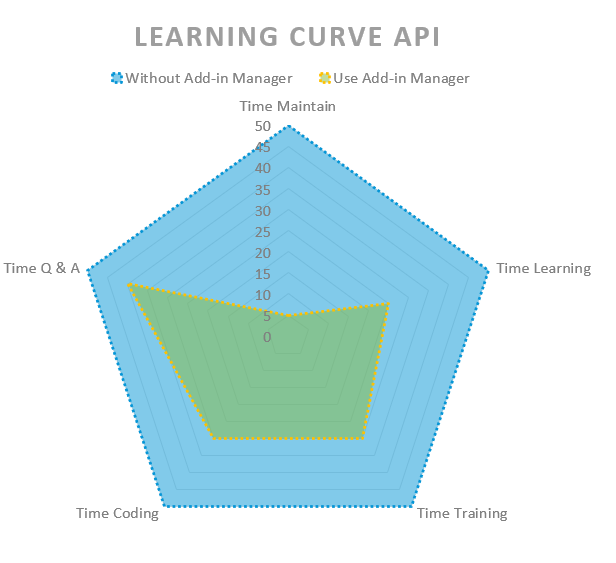 LEARNING CURVE API
Without Add-in Manager Use Add-in Manager
Time Maintain
50
45
40
35
30
25
20
15
10
5
0
Time Q & A
Time Learning
Time Coding
Time Training